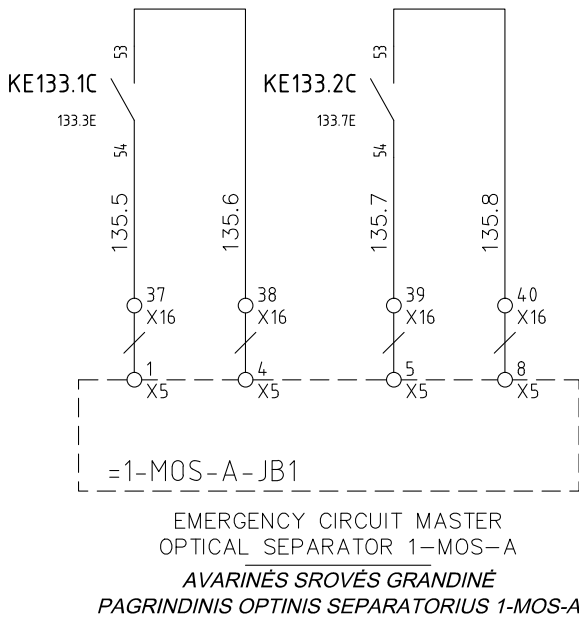 53
53
KE133.1C
KE133.2C
133.3E
133.7E
54
54
135.5
135.6
135.7
135.8
37
X16
38
X16
39
X16
40
X16
1
X5
4
X5
5
X5
8
X5
=1-MOS-A-JB1
EMERGENCY CIRCUIT MASTER
OPTICAL SEPARATOR 1-MOS-A
AVARINĖS SROVĖS GRANDINĖ
PAGRINDINIS OPTINIS SEPARATORIUS 1-MOS-A